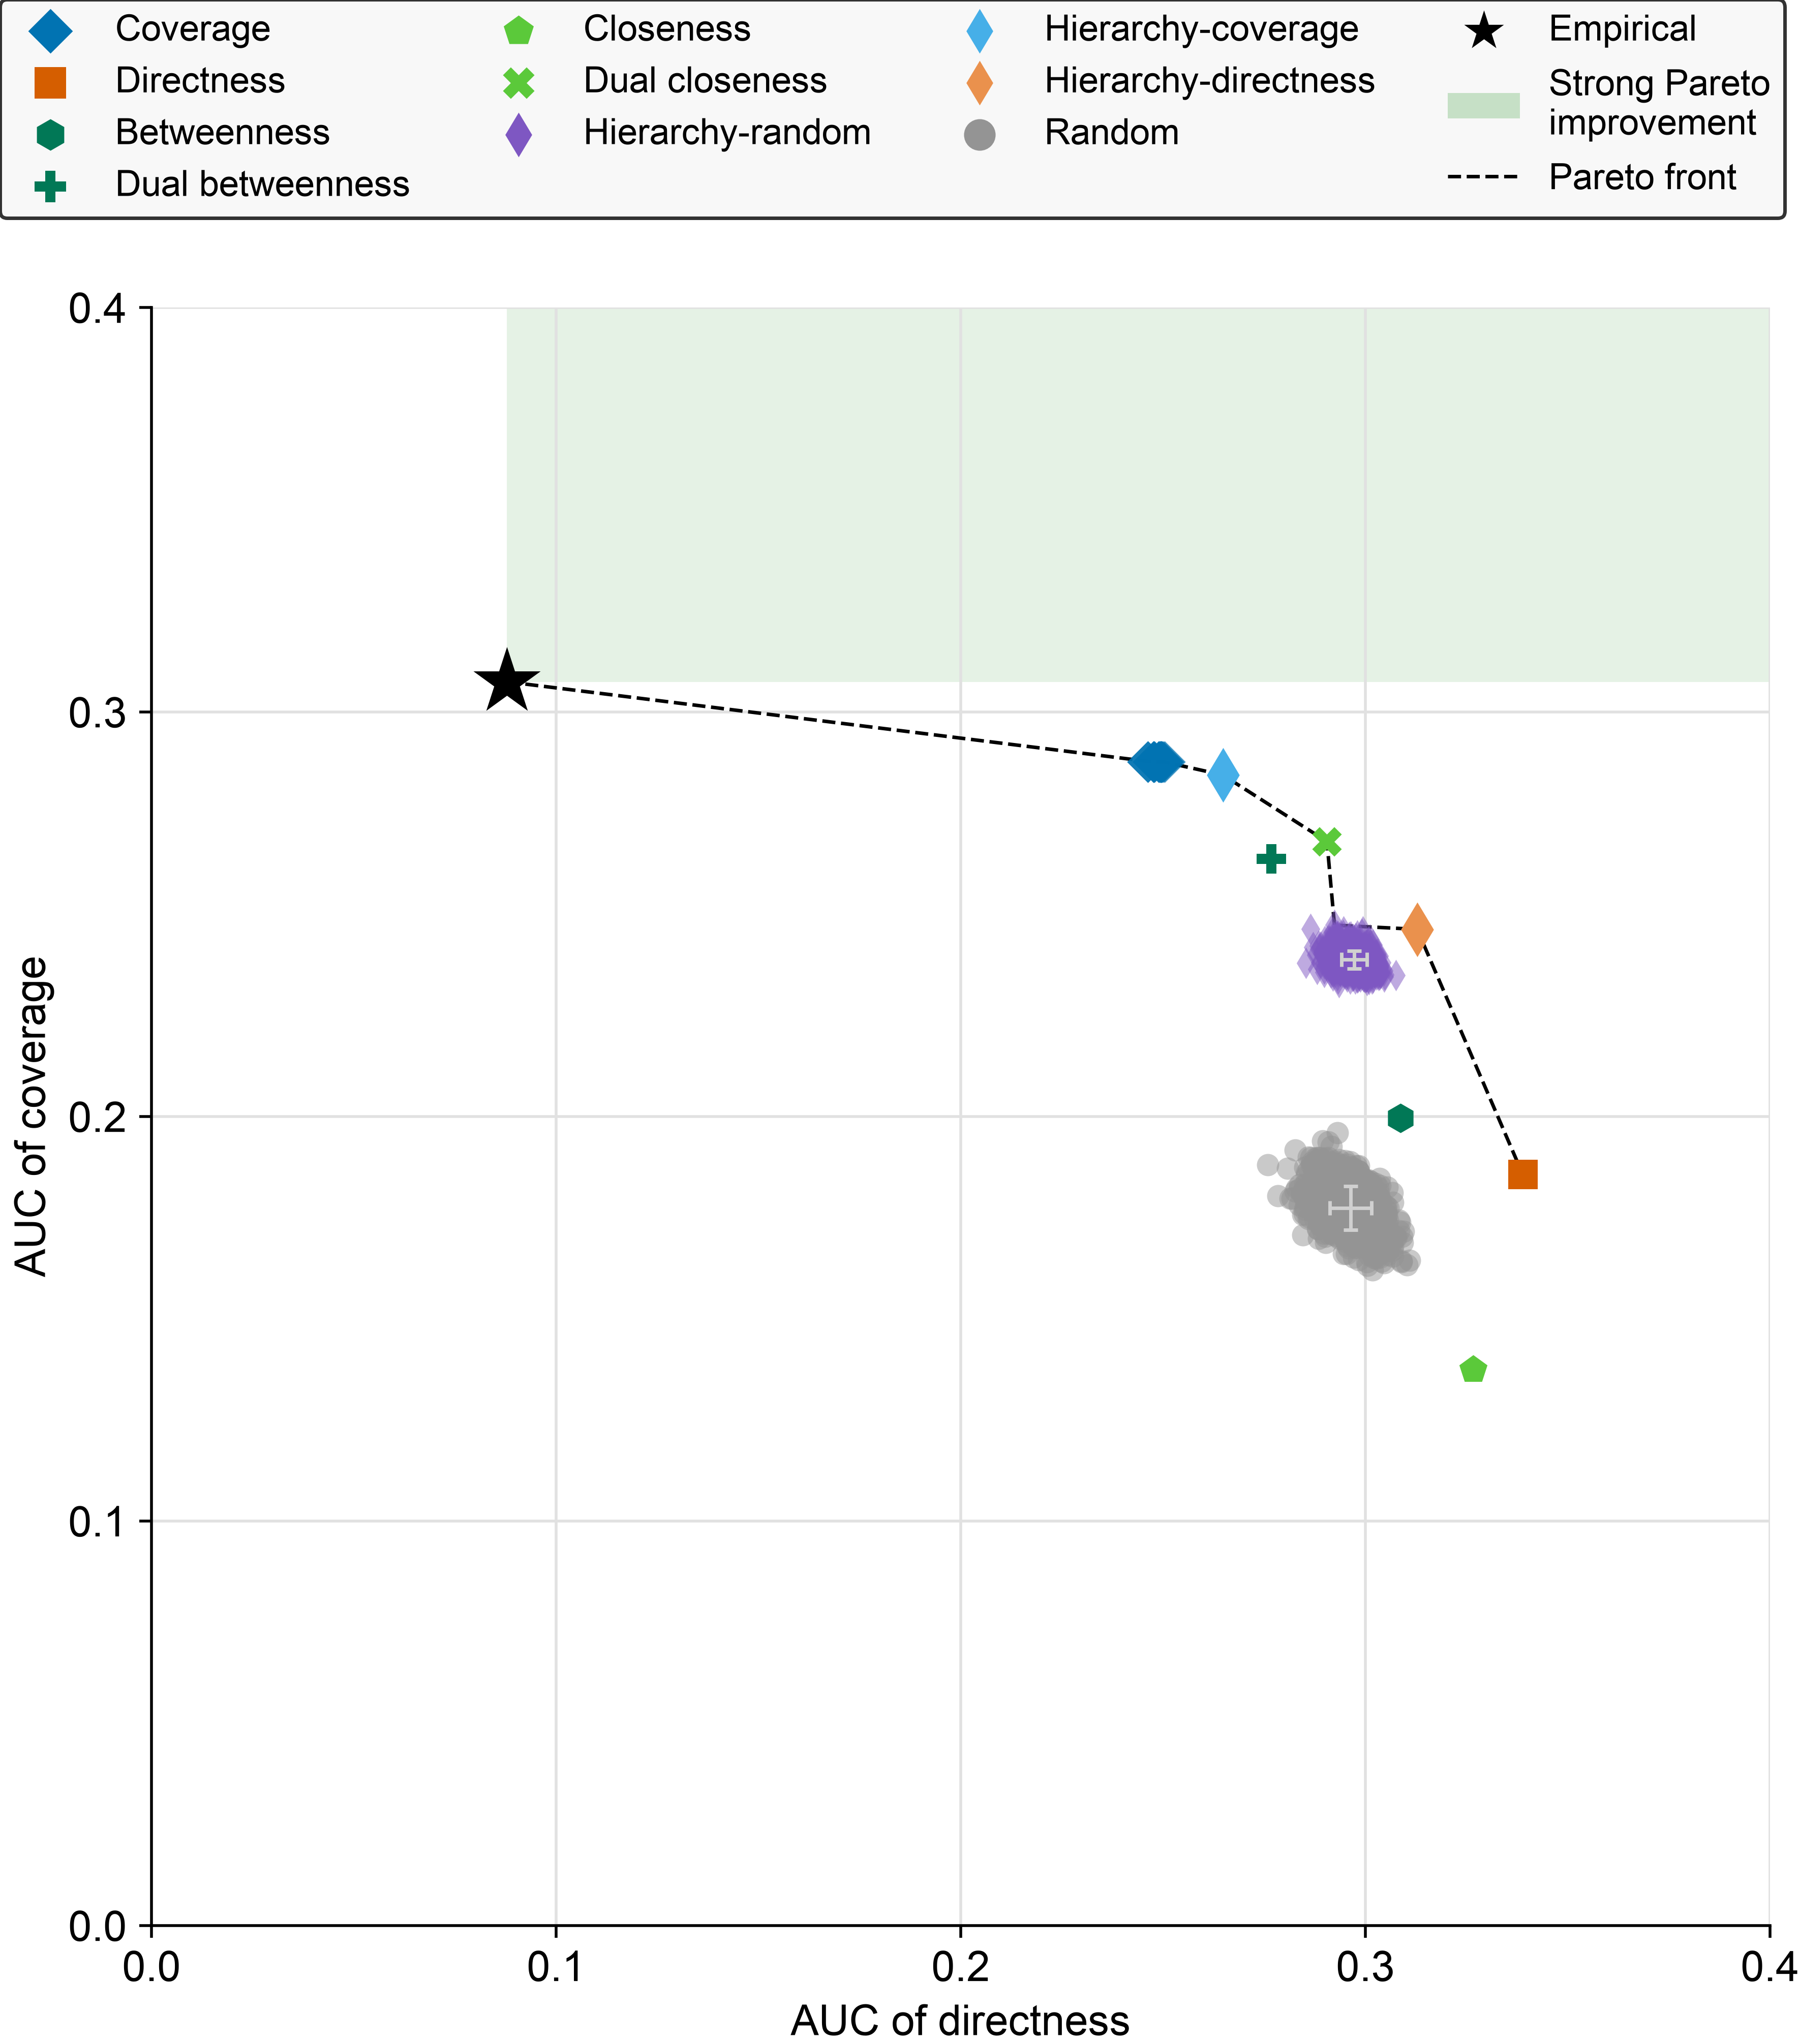 Coverage
Directness
Betweenness
Dual betweenness
Closeness
Dual closeness
Hierarchy-random
Hierarchy-coverage
Hierarchy-directness
Random
Empirical
Strong Pareto
improvement
Pareto front
AUC of coverage
0.4
0.3
0.2
0.1
0.0
0.0
0.1
0.2
0.3
0.4
AUC of directness